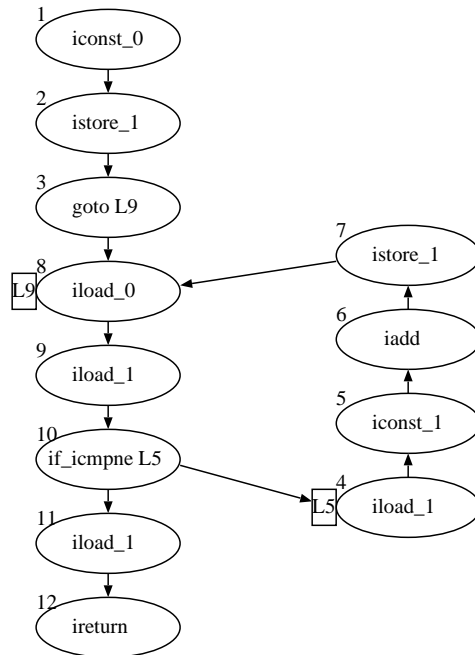 1
iconst_0
2
istore_1
3
goto L9
8
L9
iload_0
9
iload_1
10
if_icmpne L5
11
iload_1
12
ireturn
7
istore_1
6
iadd
5
iconst_1
4
L5
iload_1